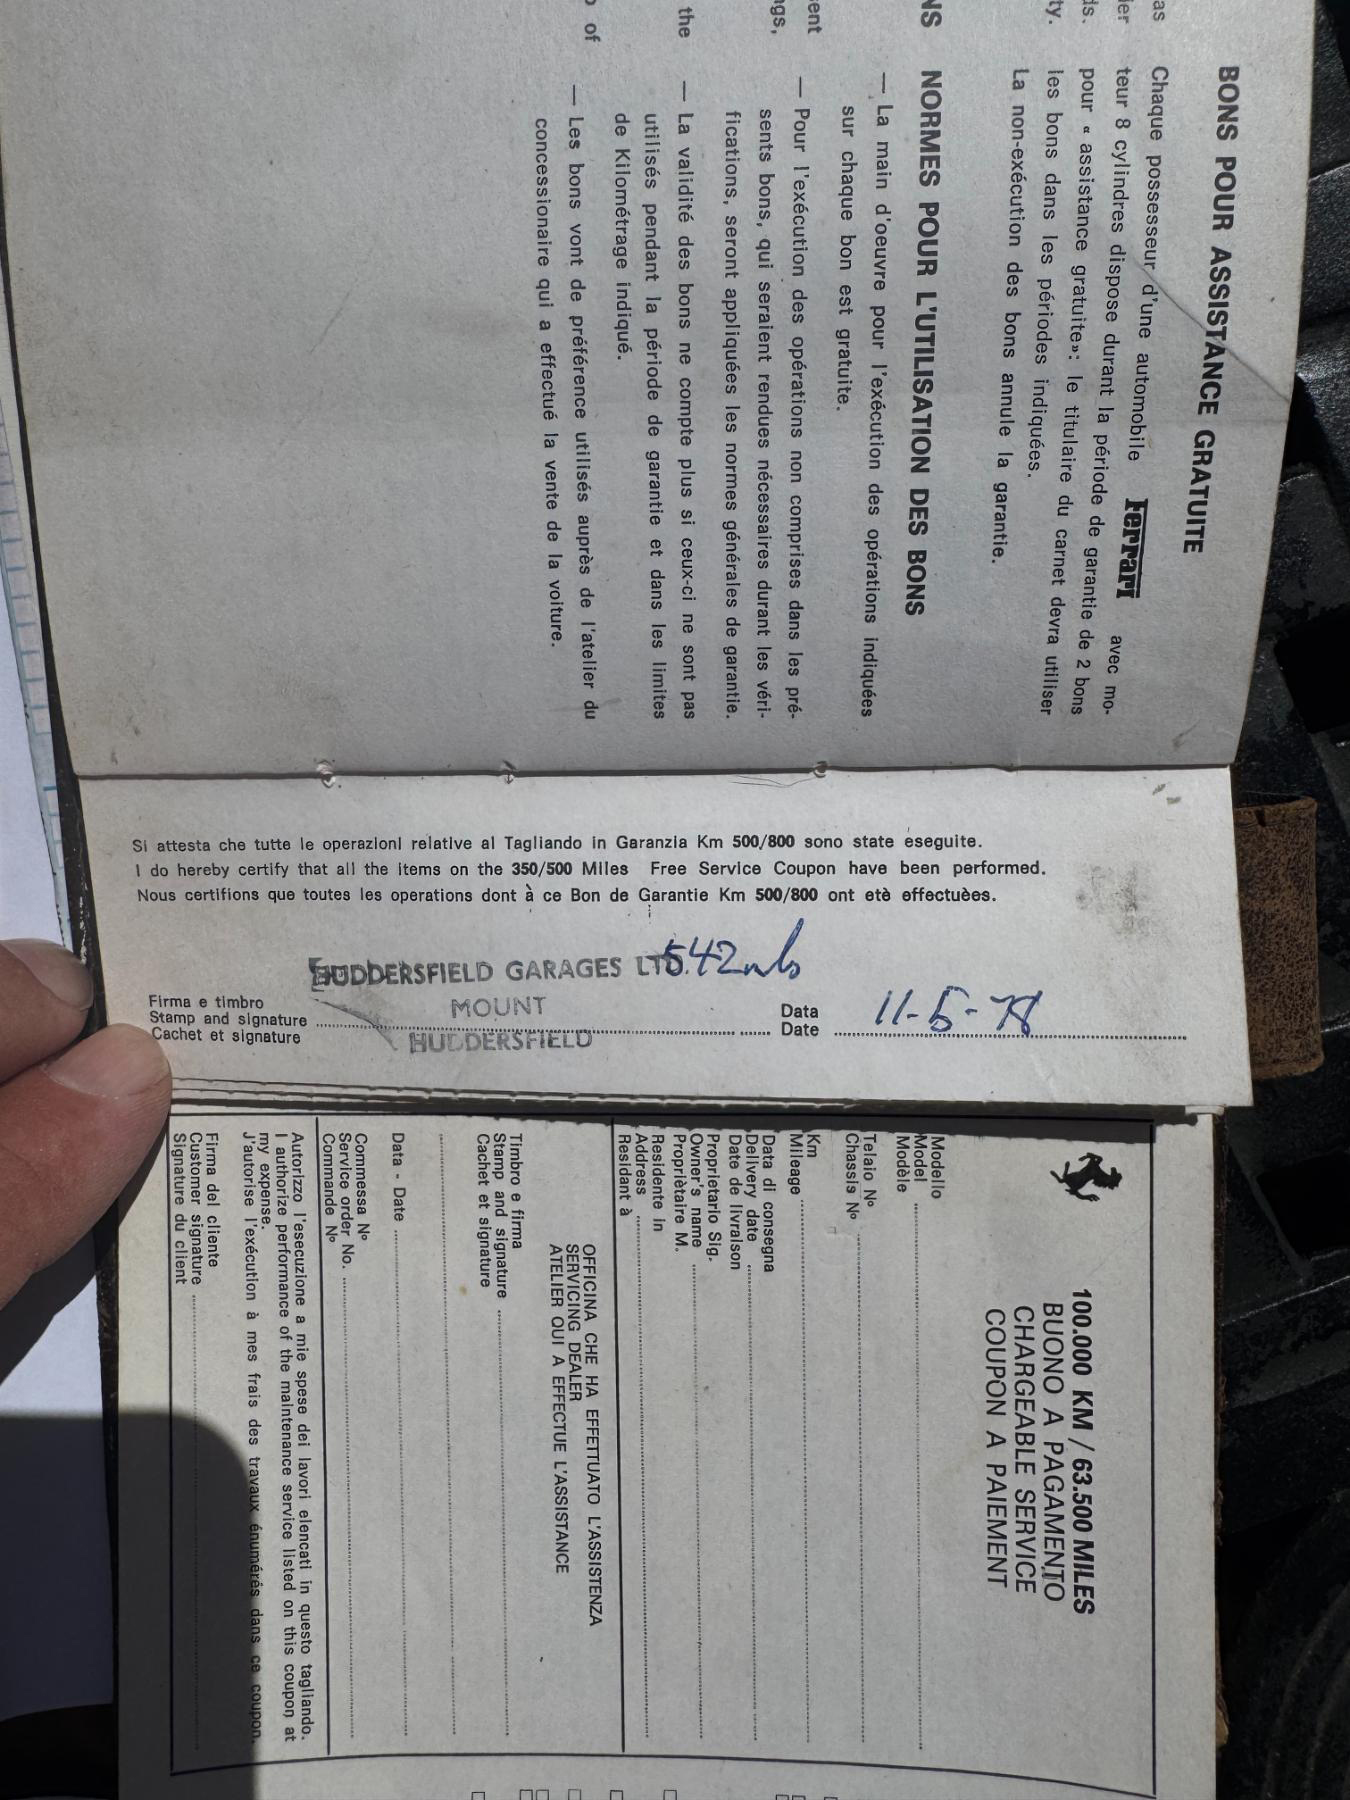 as
ier
ds.
ty.
NS
ent
ngs,
the
o of
BONS POUR ASSISTANCE GRATUITE
Chaque possesseur d'une automobile Ferrari avec mo-
teur 8 cylindres dispose durant la période de garantie de 2 bons
pour « assistance gratuite»: le titulaire du carnet devra utiliser
les bons dans les périodes indiquées.
La non-exécution des bons annule la garantie.
NORMES POUR L'UTILISATION DES BONS
— La main d'oeuvre pour l'exécution des opérations indiquées
sur chaque bon est gratuite.
— Pour l'exécution des opérations non comprises dans les pré-
sents bons, qui seraient rendues nécessaires durant les véri-
fications, seront appliquées les normes générales de garantie.
— La validité des bons ne compte plus si ceux-ci ne sont pas
utilisés pendant la période de garantie et dans les limites
de Kilométrage indiqué.
— Les bons vont de préférence utilisés auprès de l'atelier du
concessionaire qui a effectué la vente de la voiture.
Si attesta che tutte le operazioni relative al Tagliando in Garanzia Km 500/800 sono state eseguite.
I do hereby certify that all the items on the 350/500 Miles Free Service Coupon have been performed.
Nous certifions que toutes les operations dont à ce Bon de Garantie Km 500/800 ont etè effectuèes.
HUDDERSFIELD GARAGES LTD.
MOUNT
HUDDERSFIELD
Firma e timbro
Stamp and signature
Cachet et signature
Data
Date
11-5-78
100.000 KM / 63.500 MILES
BUONO A PAGAMENTO
CHARGEABLE SERVICE
COUPON A PAIEMENT
Modello
Model
Modèle
Telaio Nº
Chassis Nº
Km
Mileage
Data di consegna
Delivery date
Date de livraison
Proprietario Sig.
Owner's name
Propriètaire M.
Residente in
Address
Residant à
OFFICINA CHE HA EFFETTUATO L'ASSISTENZA
SERVICING DEALER
ATELIER QUI A EFFECTUE L'ASSISTANCE
Timbro e firma
Stamp and signature
Cachet et signature
Data - Date
Commessa Nº
Service order No.
Commande Nº
Autorizzo l'esecuzione a mie spese dei lavori elencati in questo tagliando.
I authorize performance of the maintenance service listed on this coupon at
my expense.
J'autorise l'exécution à mes frais des travaux énumérés dans ce coupon.
Firma del cliente
Customer signature
Signature du client